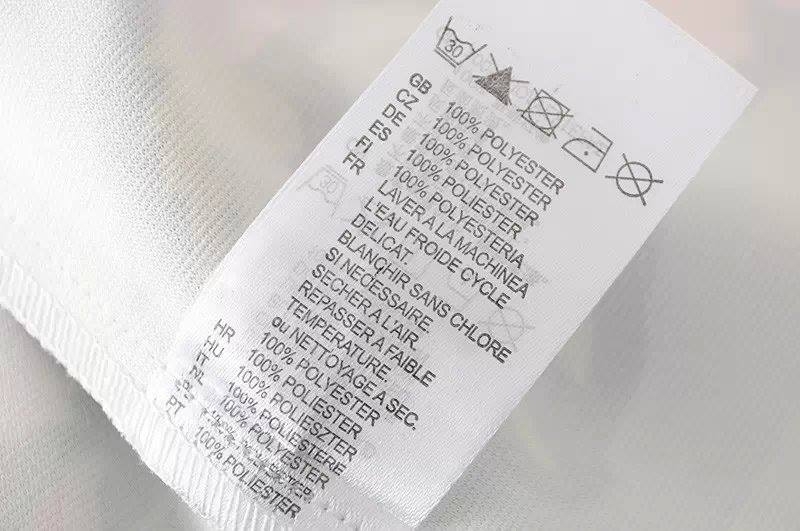 30
GB 100% POLYESTER
CZ 100% POLYESTER
DE 100% POLIESTER
ES 100% POLYESTERIA
FI LAVER A LA MACHINEA
FR L'EAU FROIDE CYCLE
DELICAT.
BLANCHIR SANS CHLORE
SI NECESSAIRE.
SECHER A L'AIR
REPASSER A FAIBLE
TEMPERATURE.
ou NETTOYAGE A SEC.
HR 100% POLYESTER
HU 100% POLIESTER
IT 100% POLIESZTER
100% POLIESTERE
100% POLYESTER
PT 100% POLIESTER